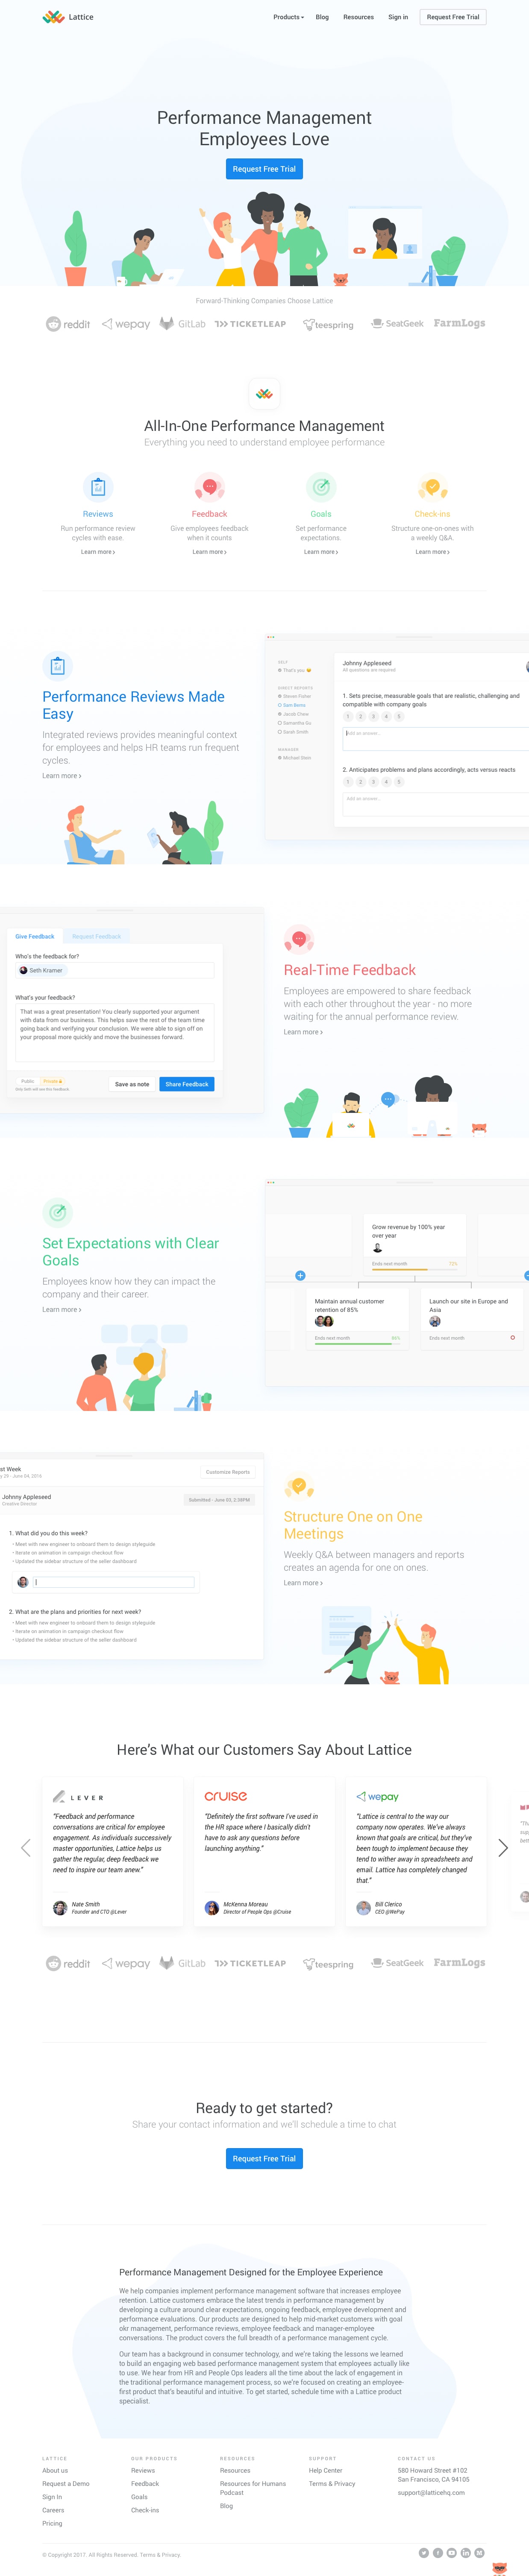 Lattice
Products
Blog
Resources
Sign in
Request Free Trial
Performance Management
Employees Love
Request Free Trial
Forward-Thinking Companies Choose Lattice
reddit
wepay
GitLab
TICKETLEAP
teespring
SeatGeek
FarmLogs
All-In-One Performance Management
Everything you need to understand employee performance
Reviews
Run performance review
cycles with ease.
Learn more ›
Feedback
Give employees feedback
when it counts
Learn more ›
Goals
Set performance
expectations.
Learn more ›
Check-ins
Structure one-on-ones with
a weekly Q&A.
Learn more ›
Performance Reviews Made
Easy
Integrated reviews provides meaningful context
for employees and helps HR teams run frequent
cycles.
Learn more ›
SELF
That's you
DIRECT REPORTS
Steven Fisher
Sam Bemis
Jacob Chew
Samantha Gu
Sarah Smith
MANAGER
Michael Stein
Johnny Appleseed
All questions are required
1. Sets precise, measurable goals that are realistic, challenging and
compatible with company goals
1 2 3 4 5
Add an answer...
2. Anticipates problems and plans accordingly, acts versus reacts
1 2 3 4 5
Add an answer...
Give Feedback
Request Feedback
Who's the feedback for?
Seth Kramer
What's your feedback?
That was a great presentation! You clearly supported your argument
with data from our business. This helps save the rest of the team time
going back and verifying your conclusion. We were able to sign off on
your proposal more quickly and move the businesses forward.
Public
Private
Only Seth will see this feedback.
Save as note
Share Feedback
Real-Time Feedback
Employees are empowered to share feedback
with each other throughout the year - no more
waiting for the annual performance review.
Learn more ›
Set Expectations with Clear
Goals
Employees know how they can impact the
company and their career.
Learn more ›
Grow revenue by 100% year
over year
Ends next month
72%
Maintain annual customer
retention of 85%
Ends next month
86%
Launch our site in Europe and
Asia
Ends next month
st Week
y 29 - June 04, 2016
Customize Reports
Johnny Appleseed
Creative Director
Submitted - June 03, 2:38PM
1. What did you do this week?
• Meet with new engineer to onboard them to design styleguide
• Iterate on animation in campaign checkout flow
• Updated the sidebar structure of the seller dashboard
2. What are the plans and priorities for next week?
• Meet with new engineer to onboard them to design styleguide
• Iterate on animation in campaign checkout flow
• Updated the sidebar structure of the seller dashboard
Structure One on One
Meetings
Weekly Q&A between managers and reports
creates an agenda for one on ones.
Learn more ›
Here's What our Customers Say About Lattice
LEVER
"Feedback and performance
conversations are critical for employee
engagement. As individuals successively
master opportunities, Lattice helps us
gather the regular, deep feedback we
need to inspire our team anew."
Nate Smith
Founder and CTO @Lever
cruise
"Definitely the first software I've used in
the HR space where I basically didn't
have to ask any questions before
launching anything."
McKenna Moreau
Director of People Ops @Cruise
wepay
"Lattice is central to the way our
company now operates. We've always
known that goals are critical, but they've
been tough to implement because they
tend to wither away in spreadsheets and
email. Lattice has completely changed
that."
Bill Clerico
CEO @WePay
reddit
wepay
GitLab
TICKETLEAP
teespring
SeatGeek
FarmLogs
Ready to get started?
Share your contact information and we'll schedule a time to chat
Request Free Trial
Performance Management Designed for the Employee Experience
We help companies implement performance management software that increases employee
retention. Lattice customers embrace the latest trends in performance management by
developing a culture around clear expectations, ongoing feedback, employee development and
performance evaluations. Our products are designed to help mid-market customers with goal
okr management, performance reviews, employee feedback and manager-employee
conversations. The product covers the full breadth of a performance management cycle.
Our team has a background in consumer technology, and we're taking the lessons we learned
to build an engaging web based performance management system that employees actually like
to use. We hear from HR and People Ops leaders all the time about the lack of engagement in
the traditional performance management process, so we're focused on creating an employee-
first product that's beautiful and intuitive. To get started, schedule time with a Lattice product
specialist.
LATTICE
About us
Request a Demo
Sign In
Careers
Pricing
OUR PRODUCTS
Reviews
Feedback
Goals
Check-ins
RESOURCES
Resources
Resources for Humans
Podcast
Blog
SUPPORT
Help Center
Terms & Privacy
CONTACT US
580 Howard Street #102
San Francisco, CA 94105
support@latticehq.com
© Copyright 2017. All Rights Reserved. Terms & Privacy.